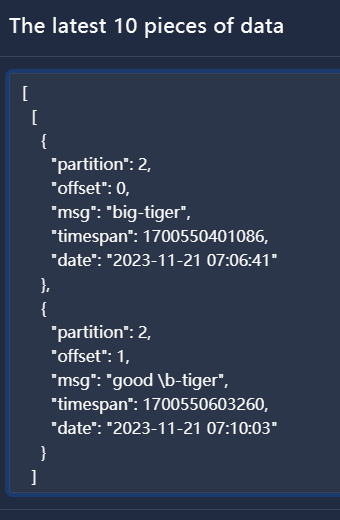 The latest 10 pieces of data
[
[
{
"partition": 2,
"offset": 0,
"msg": "big-tiger",
"timespan": 1700550401086,
"date": "2023-11-21 07:06:41"
},
{
"partition": 2,
"offset": 1,
"msg": "good \b-tiger",
"timespan": 1700550603260,
"date": "2023-11-21 07:10:03"
}
]